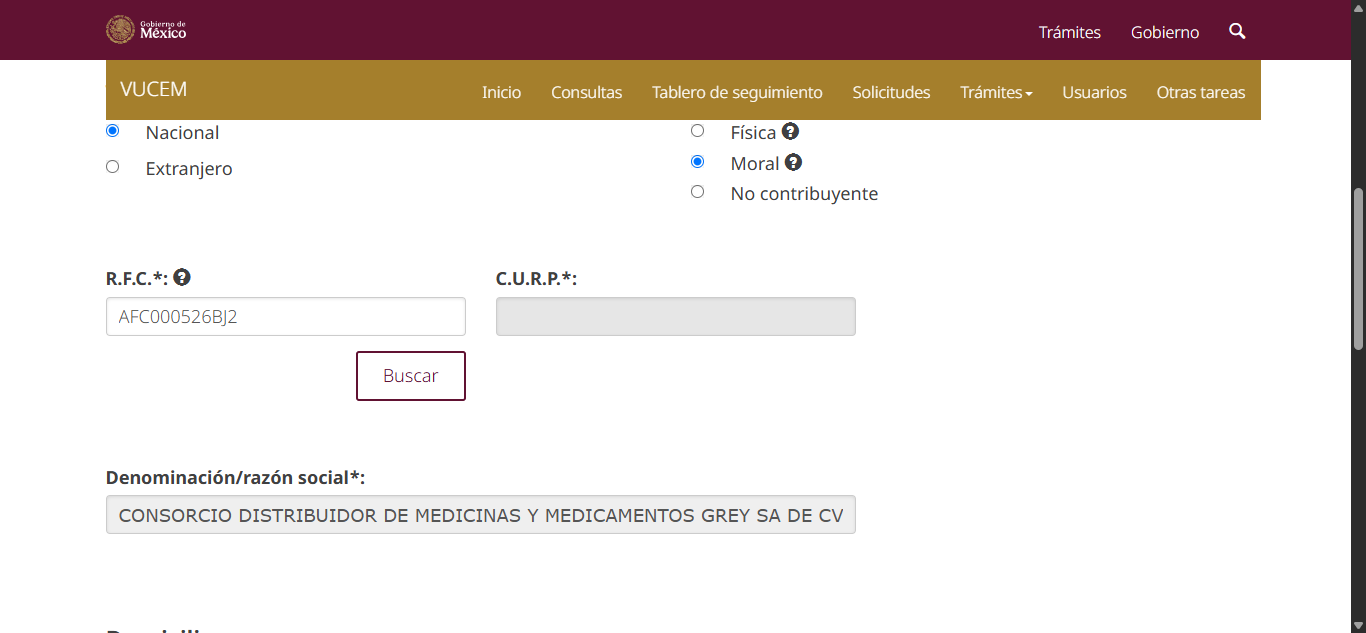 Gobierno de
México
Trámites Gobierno
VUCEM Inicio Consultas Tablero de seguimiento Solicitudes Trámites Usuarios Otras tareas
Nacional
Extranjero
Física ?
Moral ?
No contribuyente
R.F.C.*: ? C.U.R.P.*:
AFC000526BJ2
Buscar
Denominación/razón social*:
CONSORCIO DISTRIBUIDOR DE MEDICINAS Y MEDICAMENTOS GREY SA DE CV